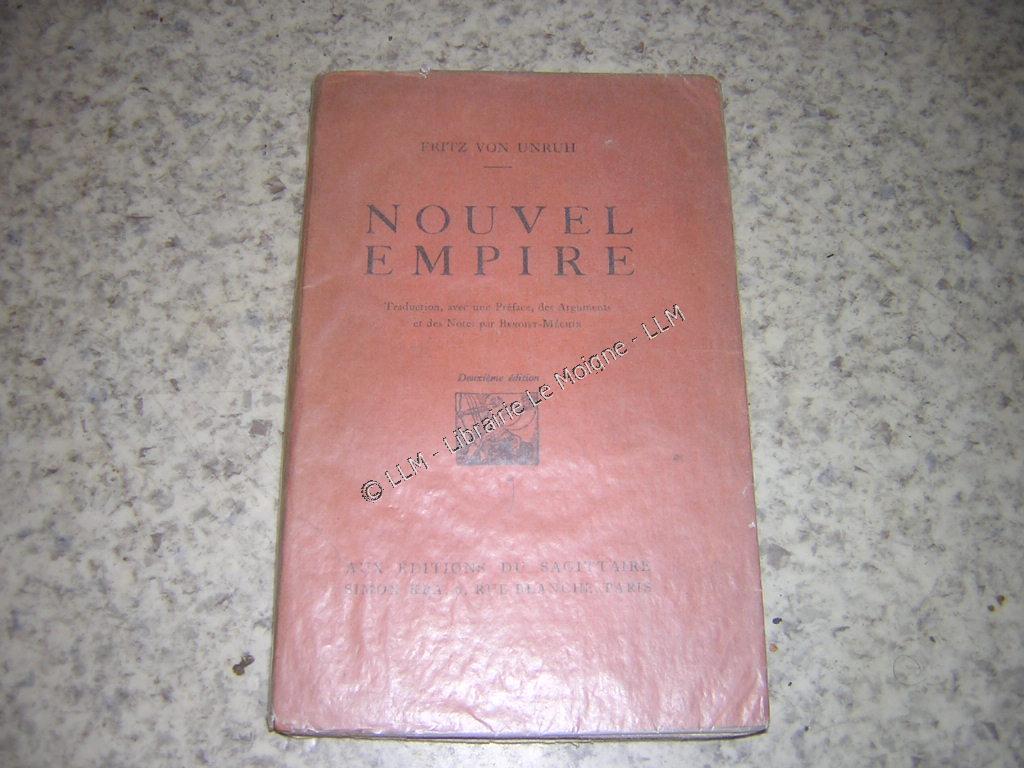 FRITZ VON UNRUH
NOUVEL
EMPIRE
Traduction, avec une Préface, des Arguments
et des Notes par BENOIST-MÉCHIN
Deuxième édition
© LLM - Librairie Le Moigne - LLM
AUX ÉDITIONS DU SAGITTAIRE
SIMON KRA, 6, RUE BLANCHE, PARIS